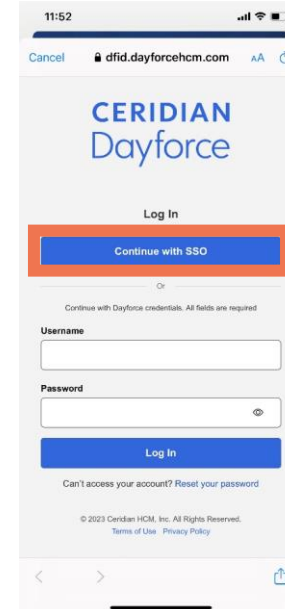 11:52
Cancel dfid.dayforcehcm.com AA
CERIDIAN
Dayforce
Log In
Continue with SSO
Or
Continue with Dayforce credentials. All fields are required
Username
Password
Log In
Can't access your account? Reset your password
© 2023 Ceridian HCM, Inc. All Rights Reserved.
Terms of Use Privacy Policy